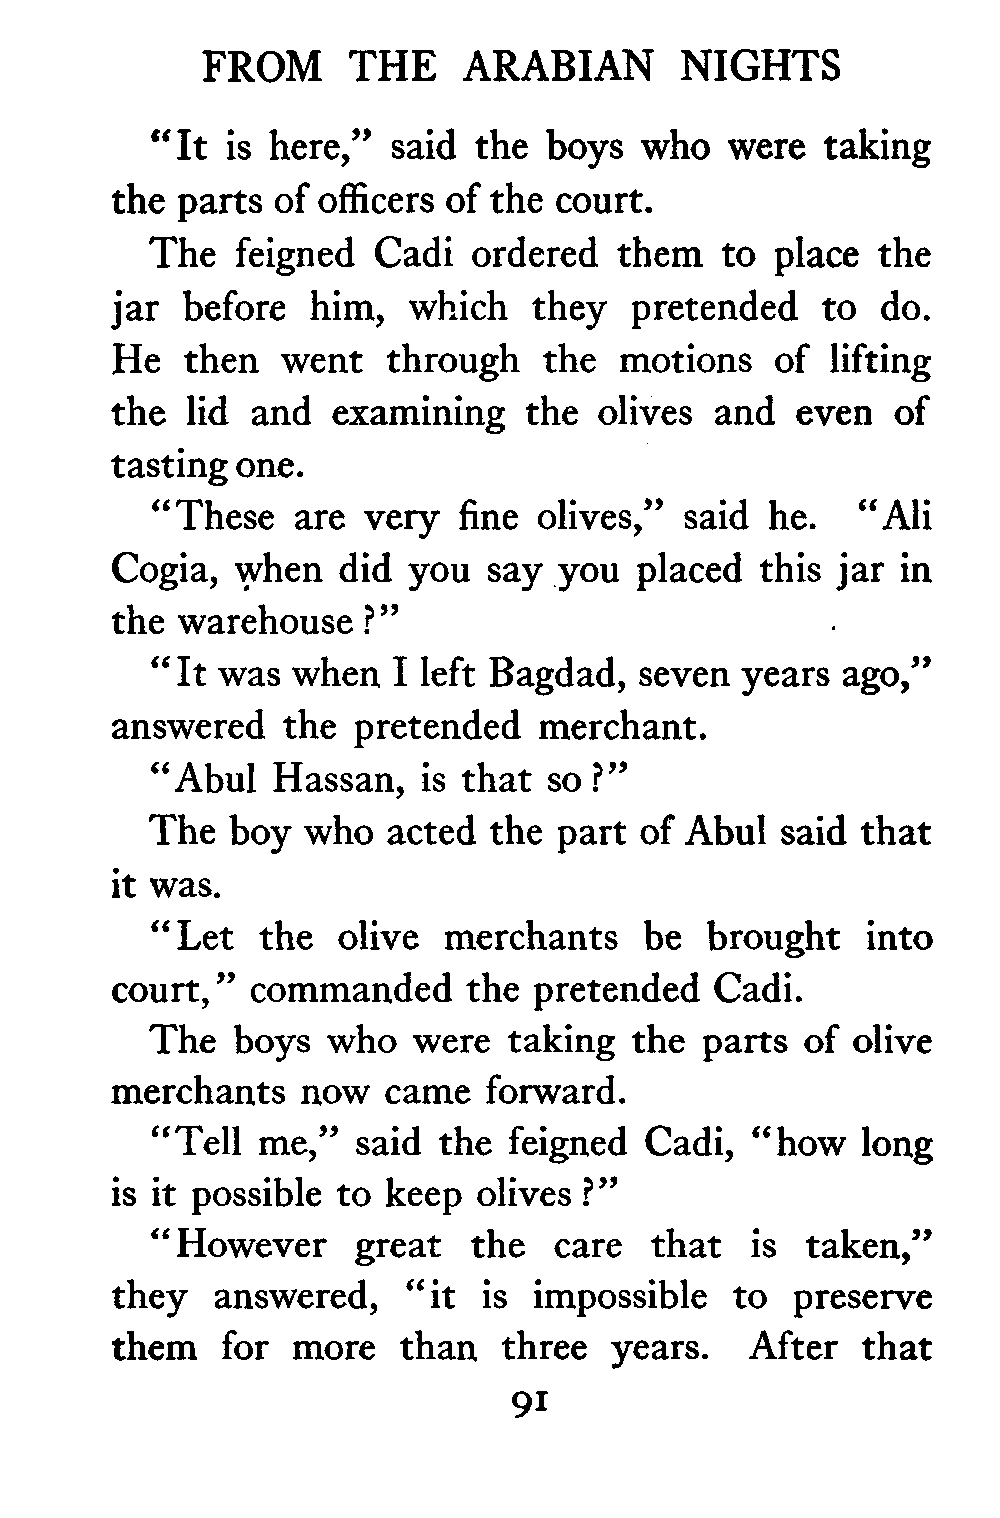 FROM THE ARABIAN NIGHTS
"It is here," said the boys who were taking
the parts of officers of the court.
The feigned Cadi ordered them to place the
jar before him, which they pretended to do.
He then went through the motions of lifting
the lid and examining the olives and even of
tasting one.
"These are very fine olives," said he. "Ali
Cogia, when did you say you placed this jar in
the warehouse?"
"It was when I left Bagdad, seven years ago,"
answered the pretended merchant.
"Abul Hassan, is that so?"
The boy who acted the part of Abul said that
it was.
"Let the olive merchants be brought into
court," commanded the pretended Cadi.
The boys who were taking the parts of olive
merchants now came forward.
"Tell me," said the feigned Cadi, "how long
is it possible to keep olives?"
"However great the care that is taken,"
they answered, "it is impossible to preserve
them for more than three years. After that
91